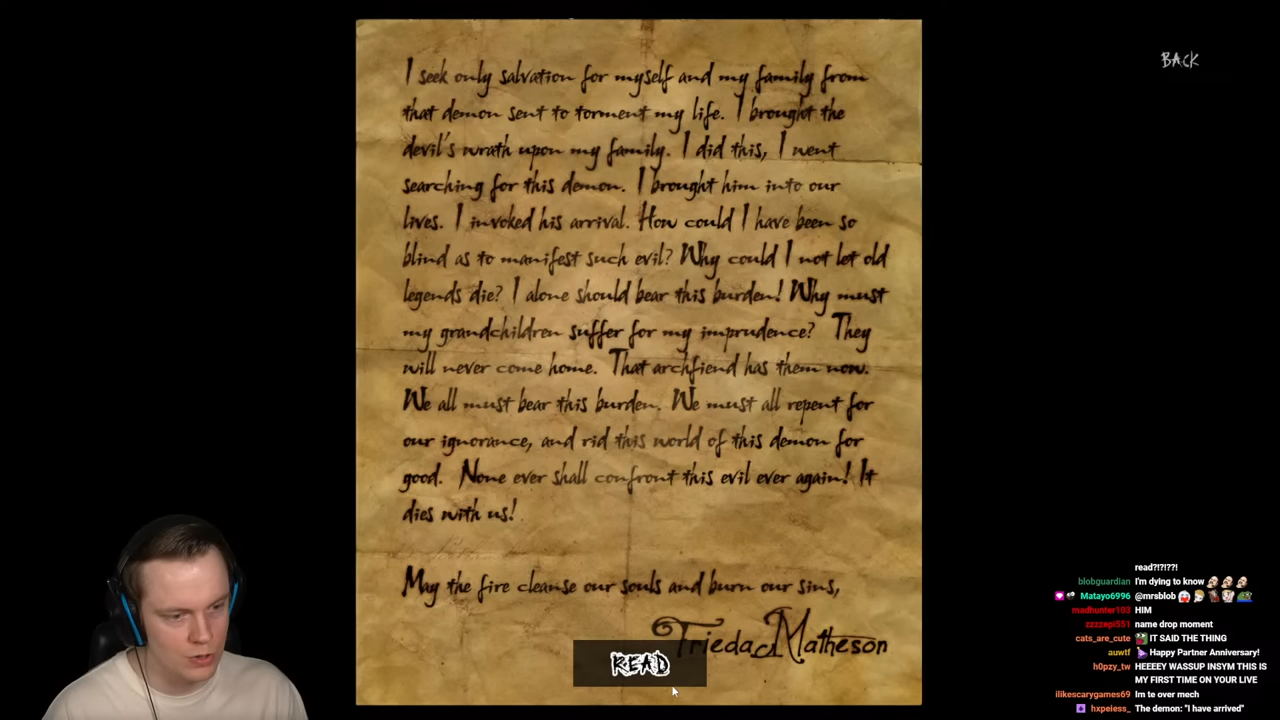 I seek only salvation for myself and my family from
that demon sent to torment my life. I brought the
devil's wrath upon my family. I did this, I went
searching for this demon. I brought him into our
lives. I invoked his arrival. How could I have been so
blind as to manifest such evil? Why could I not let old
legends die? I alone should bear this burden! Why must
my grandchildren suffer for my imprudence? They
will never come home. That archfiend has them now.
We all must bear this burden. We must all repent for
our ignorance, and rid this world of this demon for
good. None ever shall confront this evil ever again! It
dies with us!
May the fire cleanse our souls and burn our sins,
Trieda Matheson
READ
BACK
read?!?!??!
blobguardian I'm dying to know
Matayo6996 @mrsblob
madhunter103 HIM
zzzzepi551 name drop moment
cats_are_cute IT SAID THE THING
auwtf Happy Partner Anniversary!
h0pzy_tw HEEEEY WASSUP INSYM THIS IS
MY FIRST TIME ON YOUR LIVE
ilikescarygames69 Im te over mech
hxpeiess_ The demon: "I have arrived"